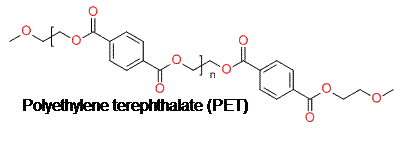 O O O O O n O O O O O O
Polyethylene terephthalate (PET)